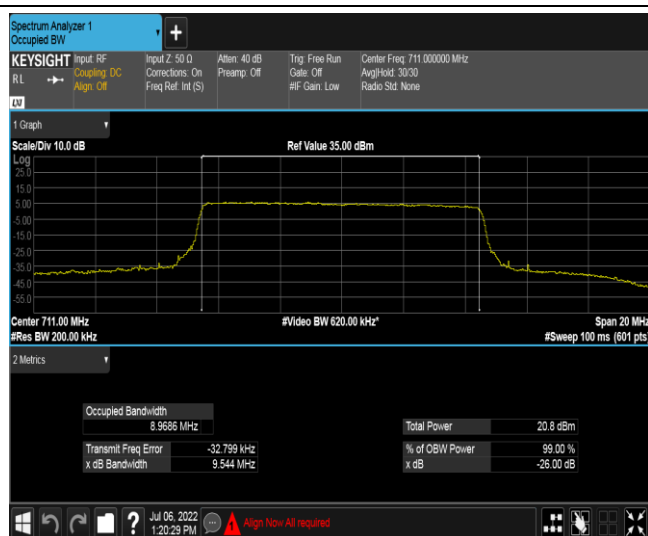 Spectrum Analyzer 1
Occupied BW
+
KEYSIGHT Input: RF Input Z: 50 Ω Atten: 40 dB Trig: Free Run Center Freq: 711.000000 MHz
RL Coupling: DC Corrections: On Preamp: Off Gate: Off Avg|Hold: 30/30
Align: Off Freq Ref: Int (S) #IF Gain: Low Radio Std: None
LXI
1 Graph
Scale/Div 10.0 dB Ref Value 35.00 dBm
Log
25.0
15.0
5.00
-5.00
-15.0
-25.0
-35.0
-45.0
-55.0
Center 711.00 MHz #Video BW 620.00 kHz* Span 20 MHz
#Res BW 200.00 kHz #Sweep 100 ms (601 pts)
2 Metrics
Occupied Bandwidth
8.9686 MHz Total Power 20.8 dBm
Transmit Freq Error -32.799 kHz % of OBW Power 99.00 %
x dB Bandwidth 9.544 MHz x dB -26.00 dB
? Jul 06, 2022
1:20:29 PM
Align Now All required